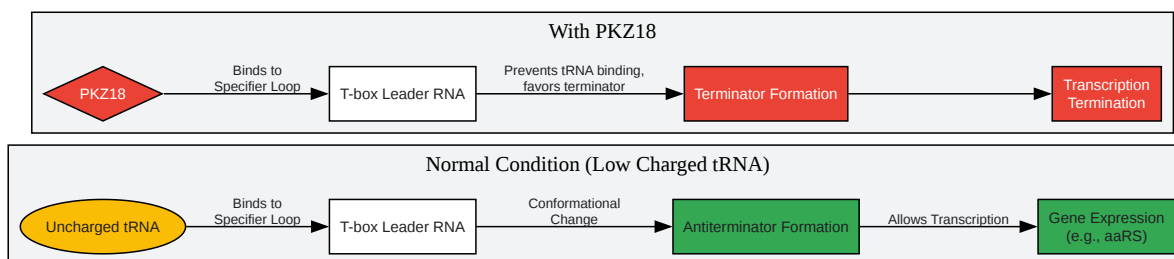 With PKZ18
PKZ18
Binds to
Specifier Loop
T-box Leader RNA
Prevents tRNA binding,
favors terminator
Terminator Formation
Transcription
Termination
Normal Condition (Low Charged tRNA)
Uncharged tRNA
Binds to
Specifier Loop
T-box Leader RNA
Conformational
Change
Antiterminator Formation
Allows Transcription
Gene Expression
(e.g., aaRS)